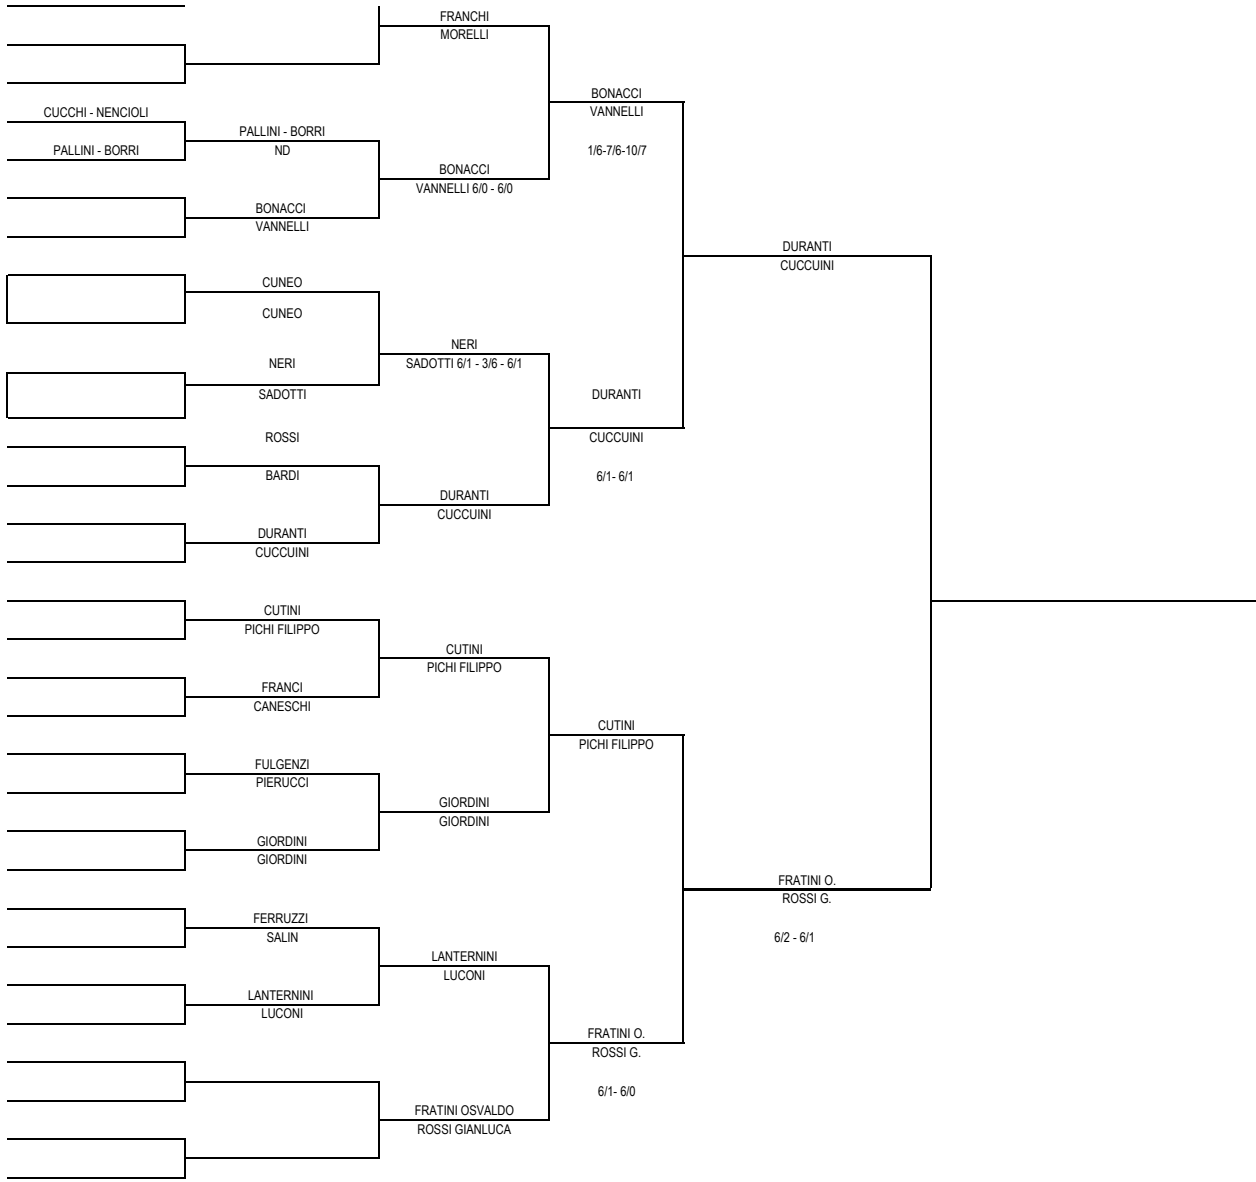 FRANCHI
MORELLI
BONACCI
VANNELLI
1/6-7/6-10/7
CUCCHI - NENCIOLI
PALLINI - BORRI
PALLINI - BORRI
ND
BONACCI
VANNELLI 6/0 - 6/0
BONACCI
VANNELLI
DURANTI
CUCCUINI
CUNEO
CUNEO
NERI
SADOTTI 6/1 - 3/6 - 6/1
NERI
SADOTTI
DURANTI
CUCCUINI
6/1- 6/1
ROSSI
BARDI
DURANTI
CUCCUINI
DURANTI
CUCCUINI
CUTINI
PICHI FILIPPO
CUTINI
PICHI FILIPPO
FRANCI
CANESCHI
CUTINI
PICHI FILIPPO
FULGENZI
PIERUCCI
GIORDINI
GIORDINI
GIORDINI
GIORDINI
FRATINI O.
ROSSI G.
6/2 - 6/1
FERRUZZI
SALIN
LANTERNINI
LUCONI
LANTERNINI
LUCONI
FRATINI O.
ROSSI G.
6/1- 6/0
FRATINI OSVALDO
ROSSI GIANLUCA